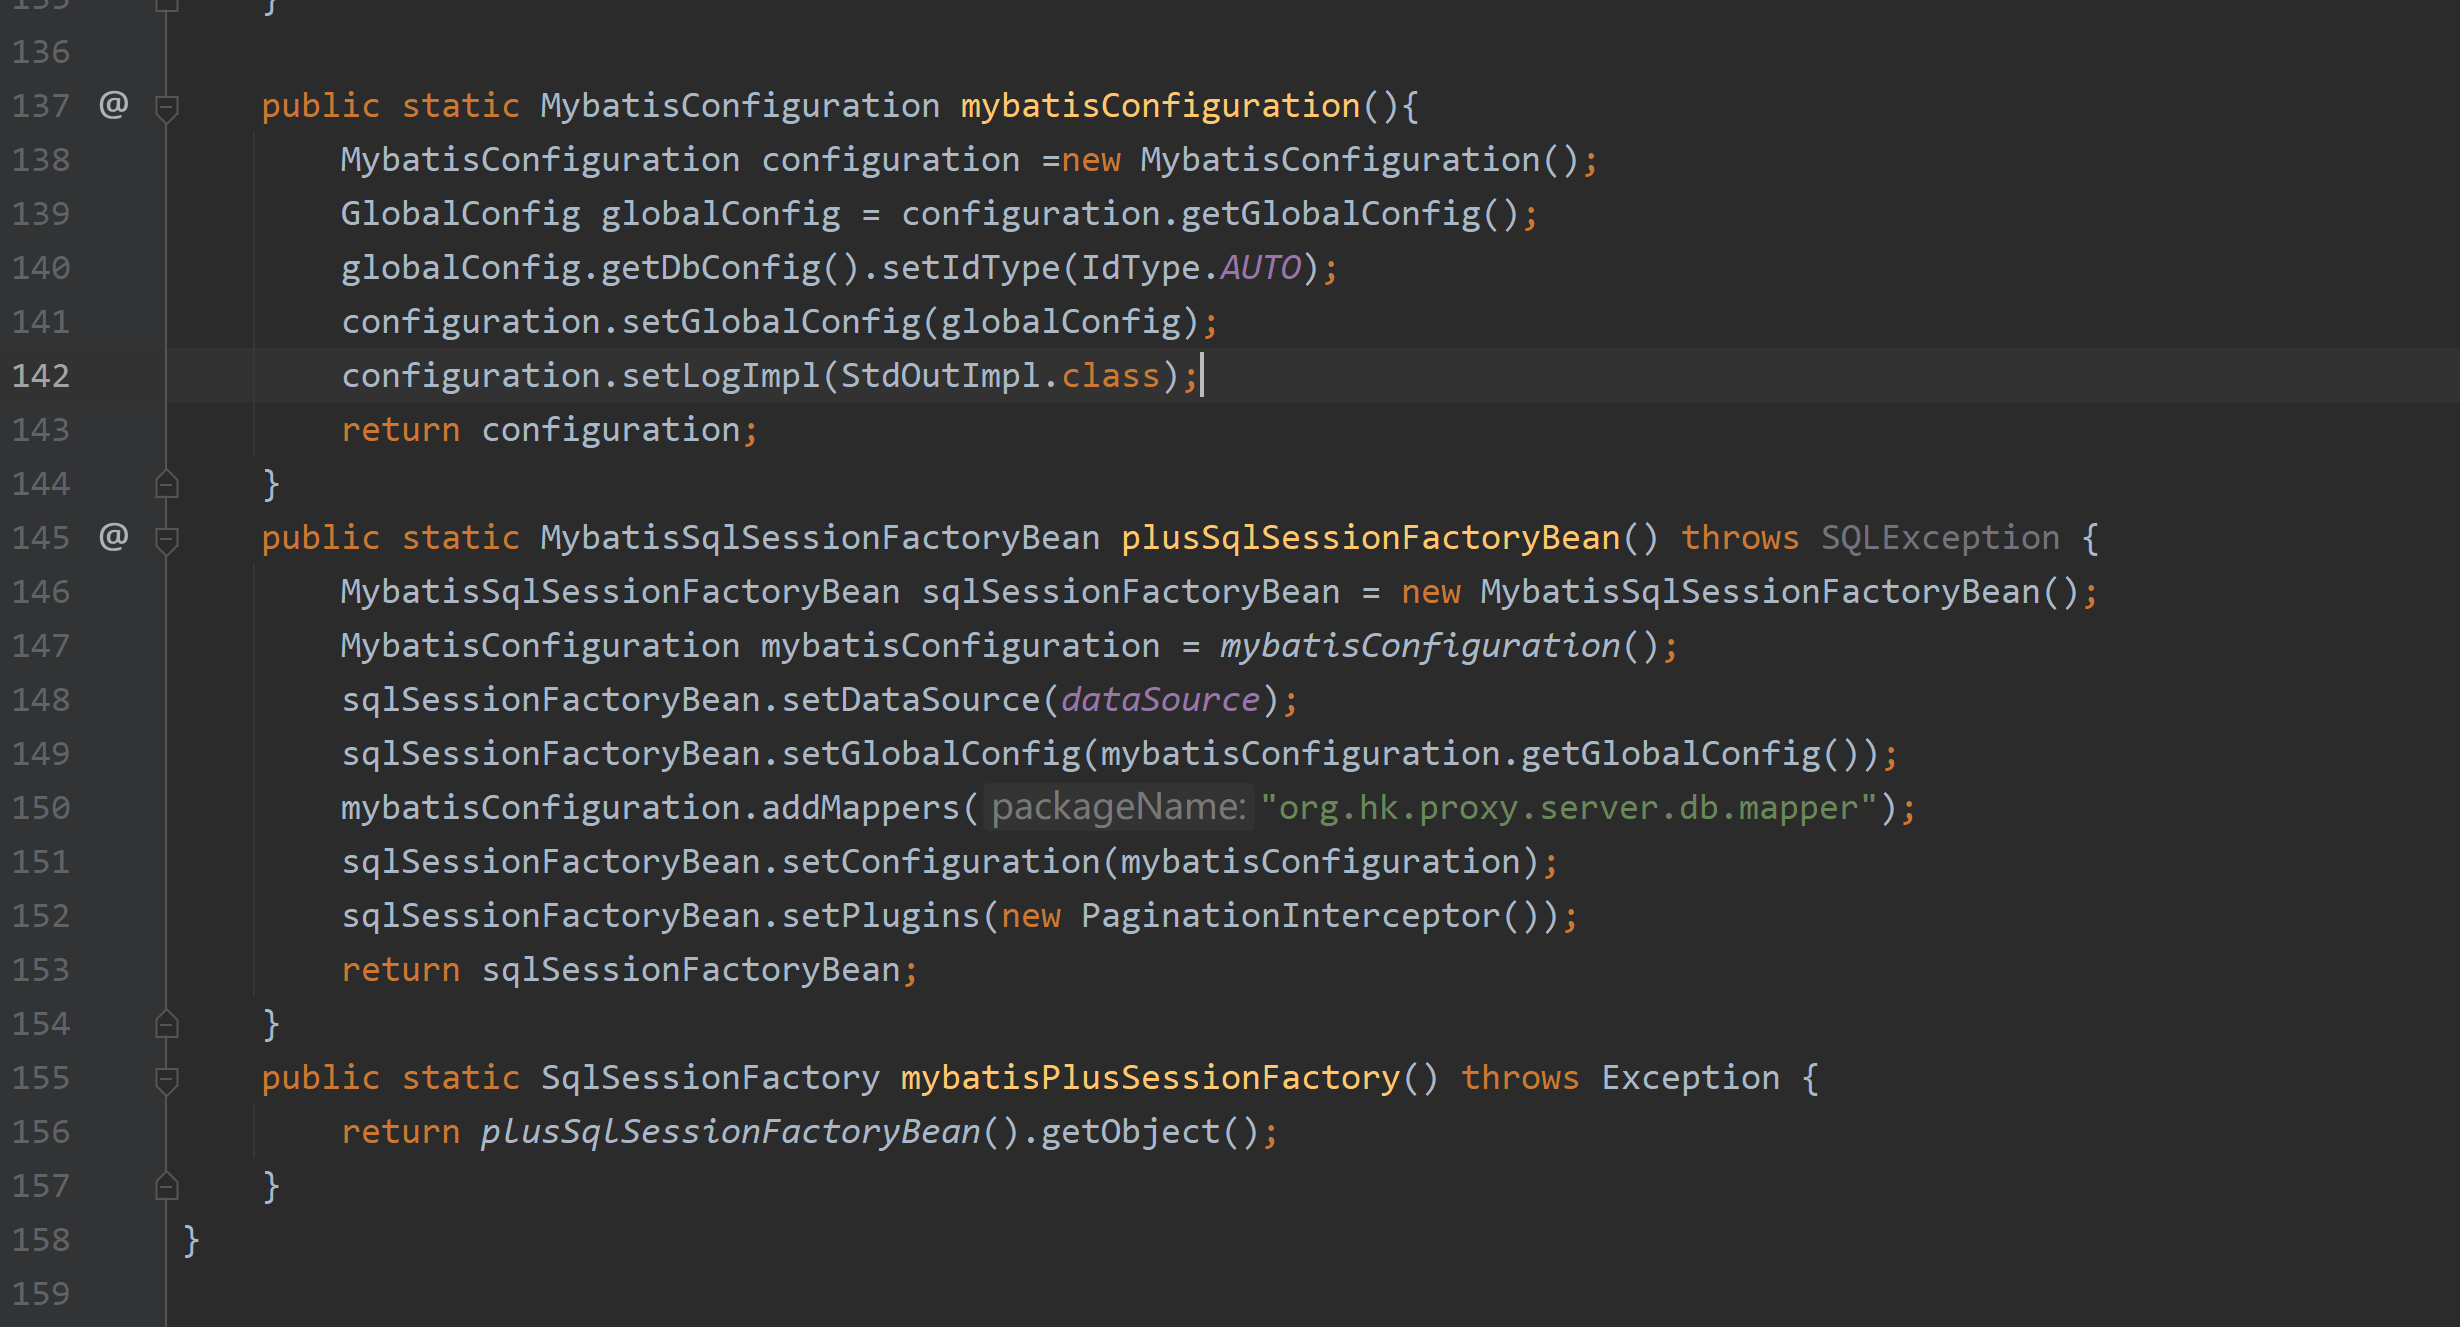 135 }
136
137 @ public static MybatisConfiguration mybatisConfiguration(){
138 MybatisConfiguration configuration =new MybatisConfiguration();
139 GlobalConfig globalConfig = configuration.getGlobalConfig();
140 globalConfig.getDbConfig().setIdType(IdType.AUTO);
141 configuration.setGlobalConfig(globalConfig);
142 configuration.setLogImpl(StdOutImpl.class);
143 return configuration;
144 }
145 @ public static MybatisSqlSessionFactoryBean plusSqlSessionFactoryBean() throws SQLException {
146 MybatisSqlSessionFactoryBean sqlSessionFactoryBean = new MybatisSqlSessionFactoryBean();
147 MybatisConfiguration mybatisConfiguration = mybatisConfiguration();
148 sqlSessionFactoryBean.setDataSource(dataSource);
149 sqlSessionFactoryBean.setGlobalConfig(mybatisConfiguration.getGlobalConfig());
150 mybatisConfiguration.addMappers( packageName: "org.hk.proxy.server.db.mapper");
151 sqlSessionFactoryBean.setConfiguration(mybatisConfiguration);
152 sqlSessionFactoryBean.setPlugins(new PaginationInterceptor());
153 return sqlSessionFactoryBean;
154 }
155 public static SqlSessionFactory mybatisPlusSessionFactory() throws Exception {
156 return plusSqlSessionFactoryBean().getObject();
157 }
158 }
159